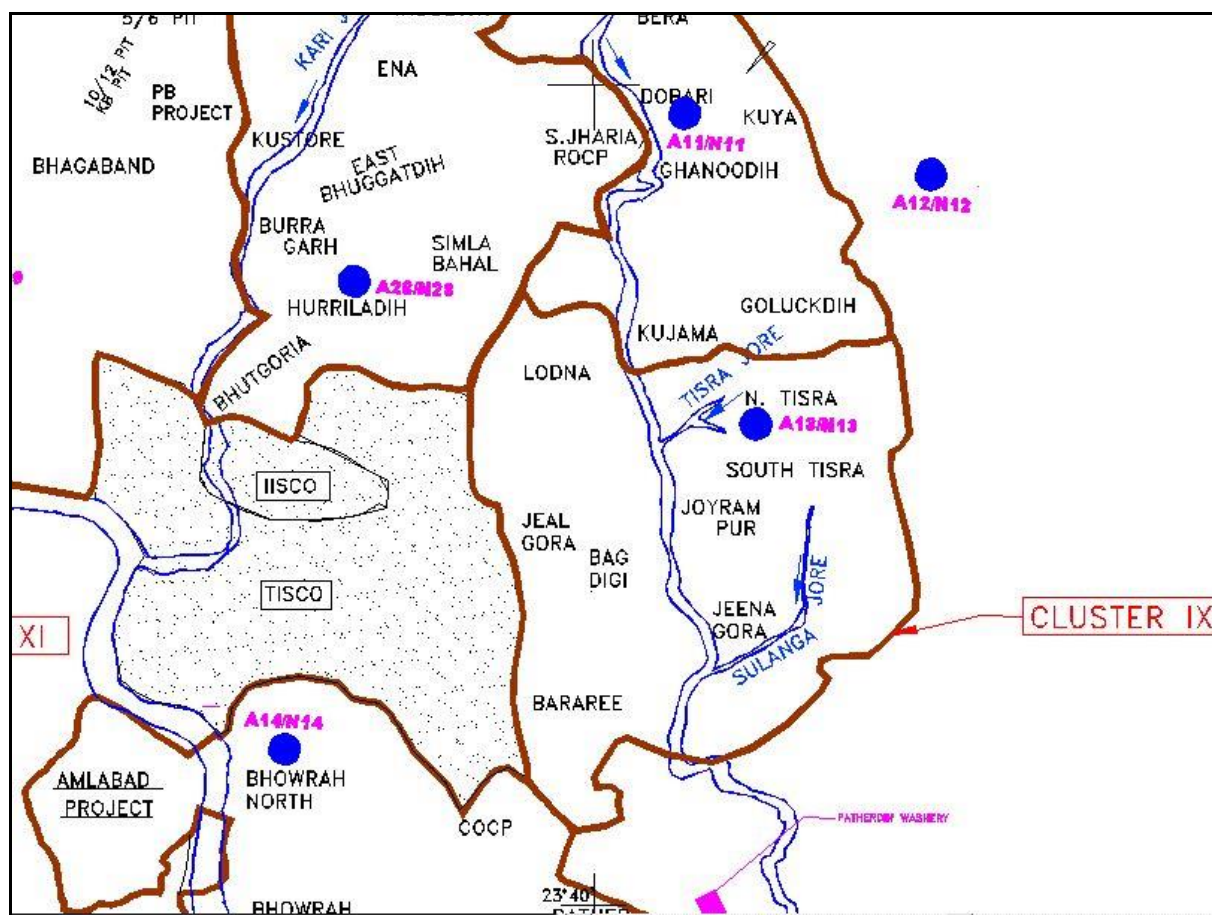 5/6 PIT
10/12 PIT
KB PIT
PB
PROJECT
BHAGABAND
KARI
ENA
KUSTORE
EAST
BHUGGATDIH
BURRA
GARH
SIMLA
BAHAL
A26/N26
HURRILADIH
BHUTGORIA
BERA
DOBARI
KUYA
A11/N11
S.JHARIA/
ROCP
GHANOODIH
A12/N12
GOLUCKDIH
KUJAMA
LODNA
TISRA JORE
N. TISRA
A13/N13
SOUTH TISRA
JOYRAM
PUR
JEAL
GORA
BAG
DIGI
JEENA
GORA
SULANGA
JORE
CLUSTER IX
IISCO
TISCO
XI
BARAREE
A14/N14
BHOWRAH
NORTH
AMLABAD
PROJECT
COCP
PATHERDIH WASHERY
23°40'
BHOWRAH